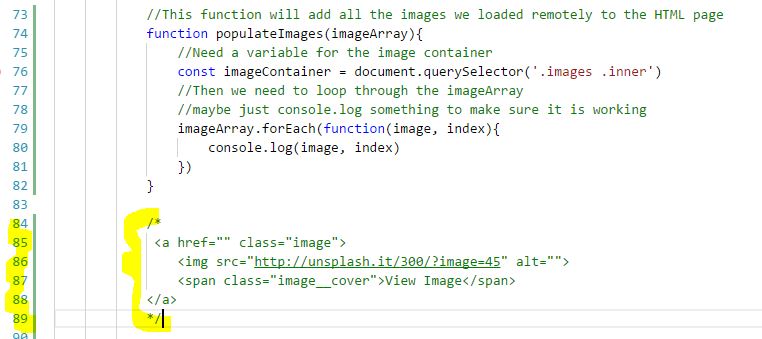 73 //This function will add all the images we loaded remotely to the HTML page
74 function populateImages(imageArray){
75 //Need a variable for the image container
76 const imageContainer = document.querySelector('.images .inner')
77 //Then we need to loop through the imageArray
78 //maybe just console.log something to make sure it is working
79 imageArray.forEach(function(image, index){
80 console.log(image, index)
81 })
82 }
83
84 /*
85 <a href="" class="image">
86 <img src="http://unsplash.it/300/?image=45" alt="">
87 <span class="image__cover">View Image</span>
88 </a>
89 */
90